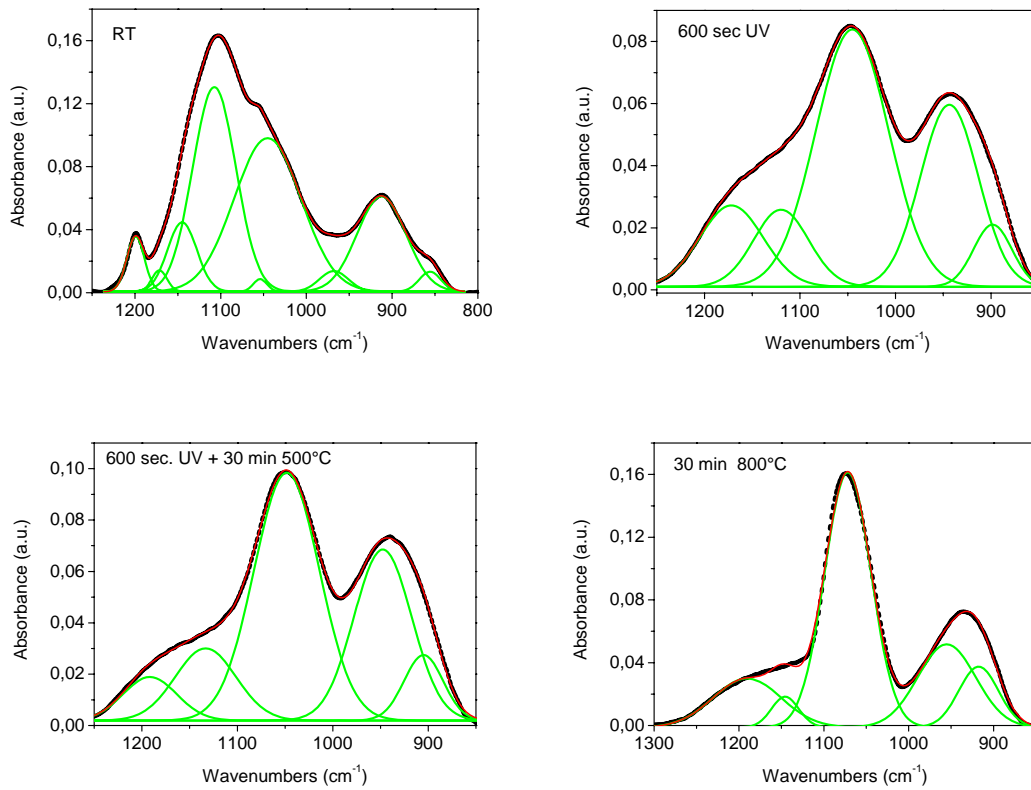 RT
0,16
0,12
0,08
0,04
0,00
Absorbance (a.u.)
1200 1100 1000 900 800
Wavenumbers (cm-1)
600 sec UV
0,08
0,06
0,04
0,02
0,00
Absorbance (a.u.)
1200 1100 1000 900
Wavenumbers (cm-1)
600 sec. UV + 30 min 500°C
0,10
0,08
0,06
0,04
0,02
0,00
Absorbance (a.u.)
1200 1100 1000 900
Wavenumbers (cm-1)
30 min 800°C
0,16
0,12
0,08
0,04
0,00
Absorbance (a.u.)
1300 1200 1100 1000 900
Wavenumbers (cm-1)